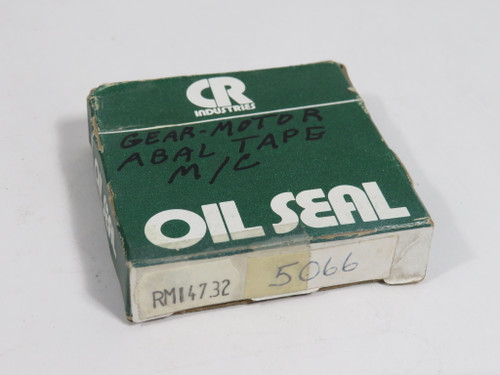 CR
INDUSTRIES
GEAR-MOTOR
ABAL TAPE
M/C
OIL SEAL
RM14732 5066